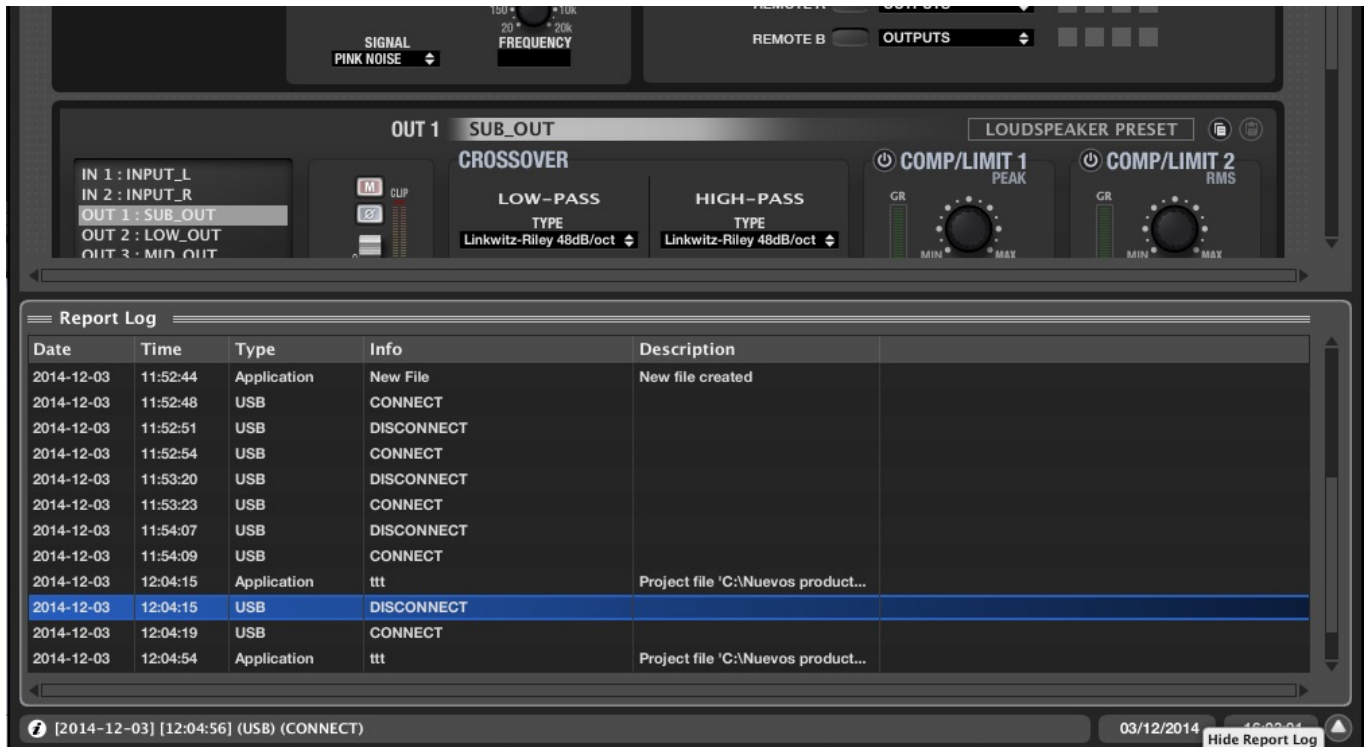 150 10k
20 20k
SIGNAL FREQUENCY
PINK NOISE
REMOTE A OUTPUTS
REMOTE B OUTPUTS
OUT 1 SUB_OUT LOUDSPEAKER PRESET
IN 1 : INPUT_L
IN 2 : INPUT_R
OUT 1 : SUB_OUT
OUT 2 : LOW_OUT
OUT 3 : MID_OUT
M CLIP
Ø
0
CROSSOVER
LOW-PASS HIGH-PASS
TYPE TYPE
Linkwitz-Riley 48dB/oct Linkwitz-Riley 48dB/oct
COMP/LIMIT 1
PEAK
GR
MIN MAX
COMP/LIMIT 2
RMS
GR
MIN MAX
Report Log
Date Time Type Info Description
2014-12-03 11:52:44 Application New File New file created
2014-12-03 11:52:48 USB CONNECT
2014-12-03 11:52:51 USB DISCONNECT
2014-12-03 11:52:54 USB CONNECT
2014-12-03 11:53:20 USB DISCONNECT
2014-12-03 11:53:23 USB CONNECT
2014-12-03 11:54:07 USB DISCONNECT
2014-12-03 11:54:09 USB CONNECT
2014-12-03 12:04:15 Application ttt Project file 'C:\Nuevos product...
2014-12-03 12:04:15 USB DISCONNECT
2014-12-03 12:04:19 USB CONNECT
2014-12-03 12:04:54 Application ttt Project file 'C:\Nuevos product...
[2014-12-03] [12:04:56] (USB) (CONNECT) 03/12/2014
Hide Report Log